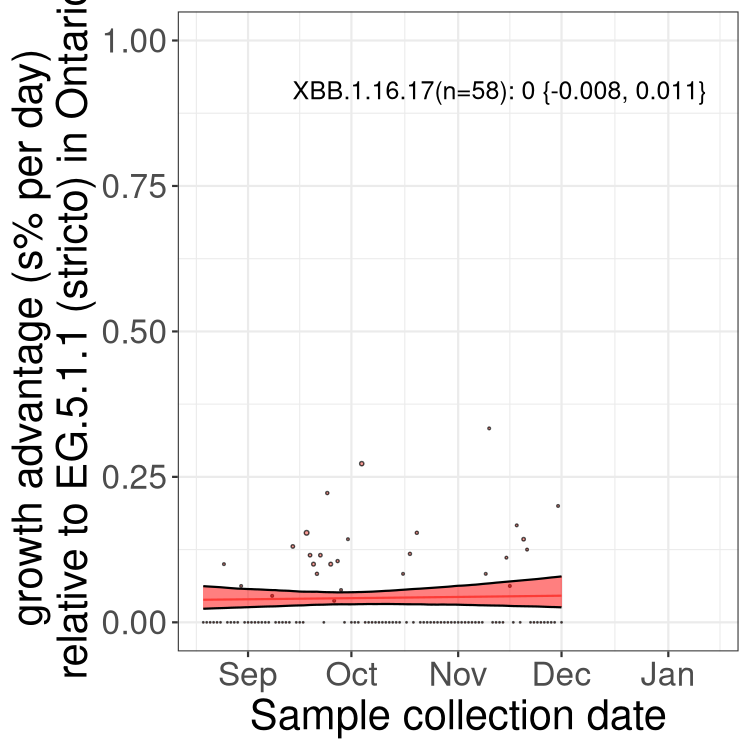 growth advantage (s% per day)
relative to EG.5.1.1 (stricto) in Ontario
1.00
0.75
0.50
0.25
0.00
XBB.1.16.17(n=58): 0 {-0.008, 0.011}
Sep Oct Nov Dec Jan
Sample collection date